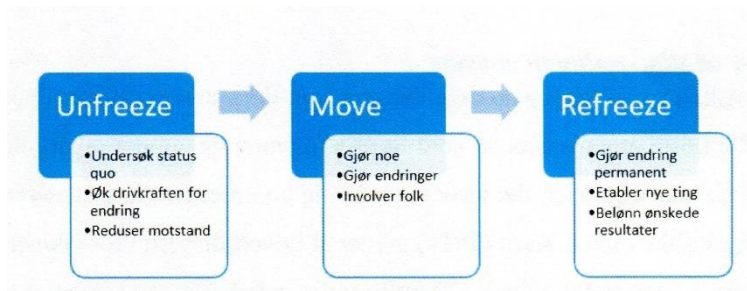 Unfreeze
•Undersøk status
quo
•Øk drivkraften for
endring
•Reduser motstand
Move
•Gjør noe
•Gjør endringer
•Involver folk
Refreeze
•Gjør endring
permanent
•Etabler nye ting
•Belønn ønskede
resultater